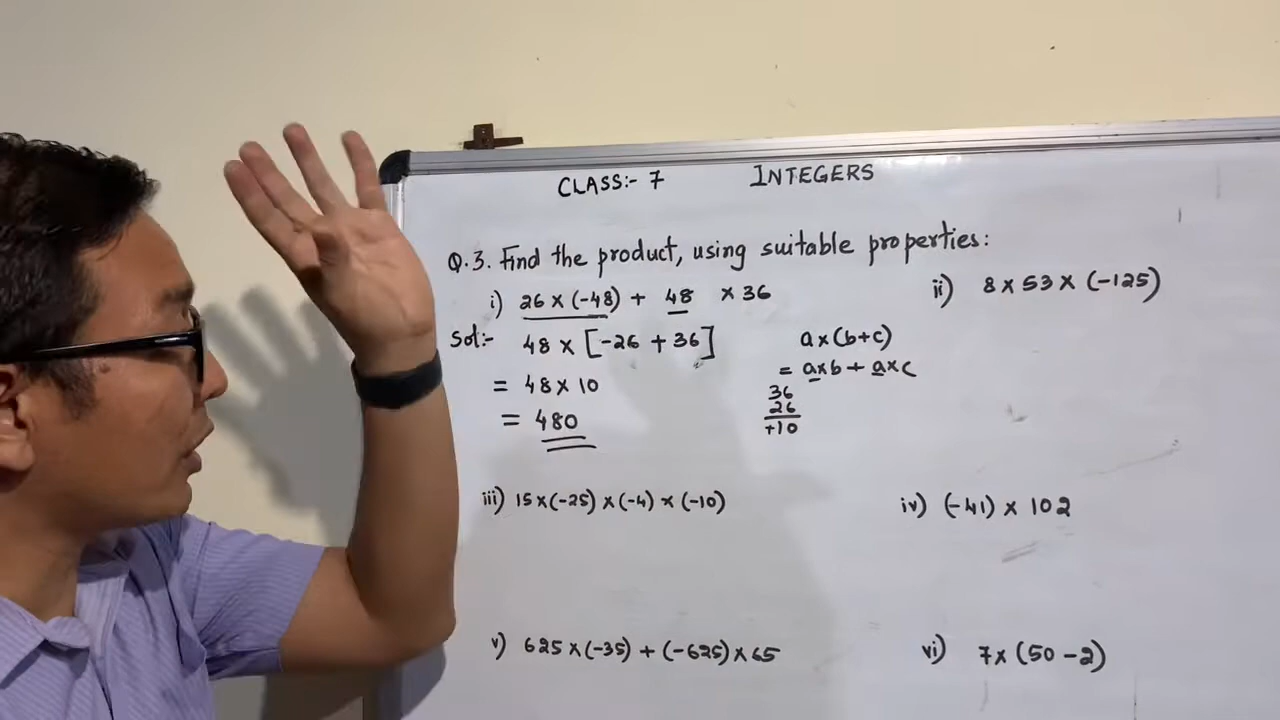 CLASS:- 7 INTEGERS
Q.3. Find the product, using suitable properties:
i) 26 × (-48) + 48 × 36
Sol:- 48 × [-26 + 36]
= 48 × 10
= 480
a × (b+c)
= a×b + a×c
36
26
+10
ii) 8 × 53 × (-125)
iii) 15 × (-25) × (-4) × (-10)
iv) (-41) × 102
v) 625 × (-35) + (-625) × 65
vi) 7 × (50 - 2)